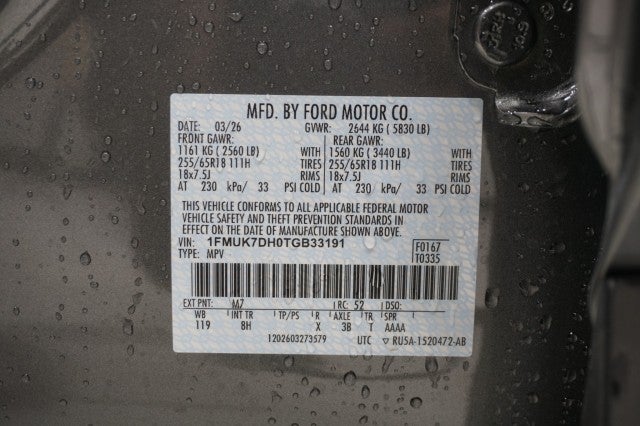 MFD. BY FORD MOTOR CO.
DATE: 03/26 GVWR: 2644 KG ( 5830 LB)
FRONT GAWR: REAR GAWR:
1161 KG ( 2560 LB) WITH 1560 KG ( 3440 LB) WITH
255/65R18 111H TIRES 255/65R18 111H TIRES
18x7.5J RIMS 18x7.5J RIMS
AT 230 kPa/ 33 PSI COLD AT 230 kPa/ 33 PSI COLD
THIS VEHICLE CONFORMS TO ALL APPLICABLE FEDERAL MOTOR
VEHICLE SAFETY AND THEFT PREVENTION STANDARDS IN
EFFECT ON THE DATE OF MANUFACTURE SHOWN ABOVE.
VIN: 1FMUK7DH0TGB33191 F0167
TYPE: MPV T0335
EXT PNT: M7 RC: 52 DSO:
WB INT TR TP/PS R AXLE TR SPR
119 8H X 3B T AAAA
1202603273579 UTC ▽ RU5A-1520472-AB